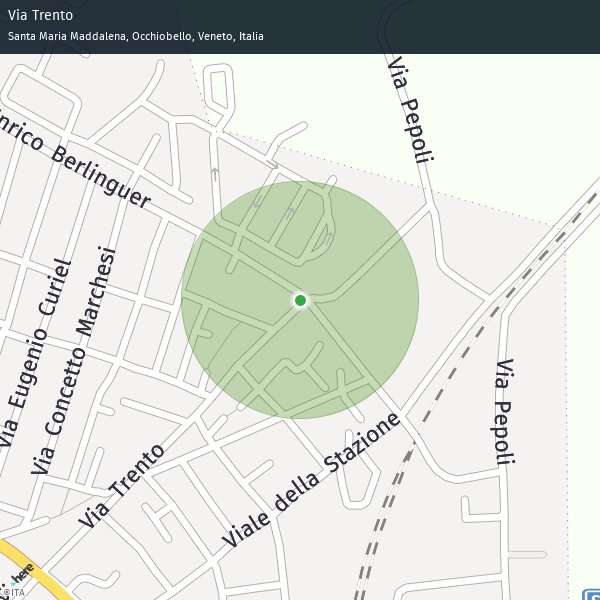 Via Trento
Santa Maria Maddalena, Occhiobello, Veneto, Italia
Via Pepoli
Enrico Berlinguer
Via Eugenio Curiel
Via Concetto Marchesi
Via Pepoli
Via Trento
Viale della Stazione
here
©ITA